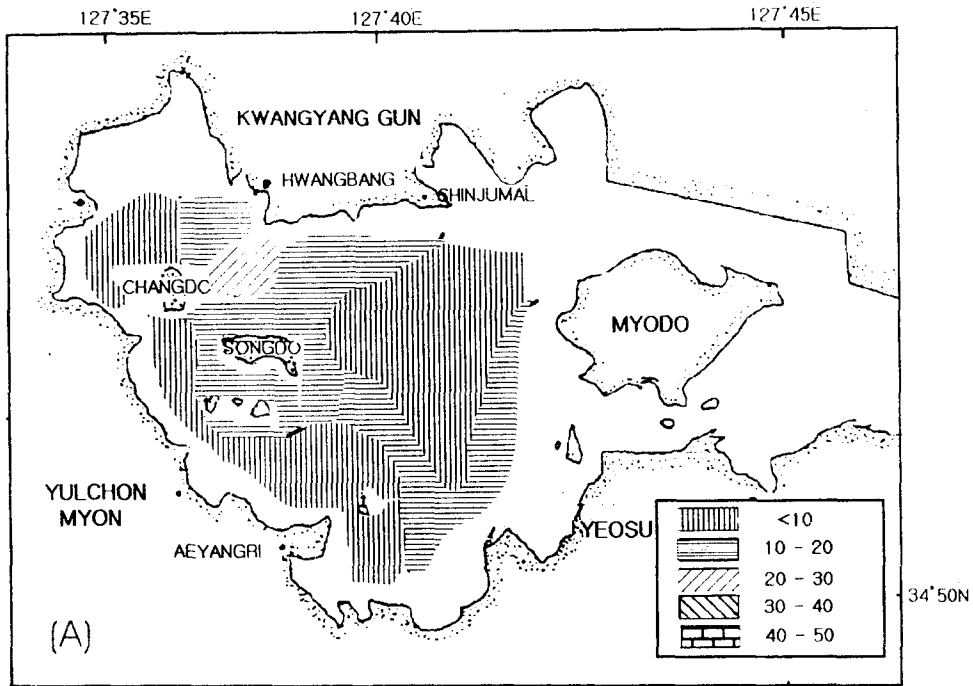 127°35E 127°40E 127°45E
KWANGYANG GUN
HWANGBANG
SHINJUMAL
CHANGDC
MYODO
SONGDO
YULCHON
MYON
YEOSU
AEYANGRI
<10
10 - 20
20 - 30
30 - 40
40 - 50
34°50N
(A)